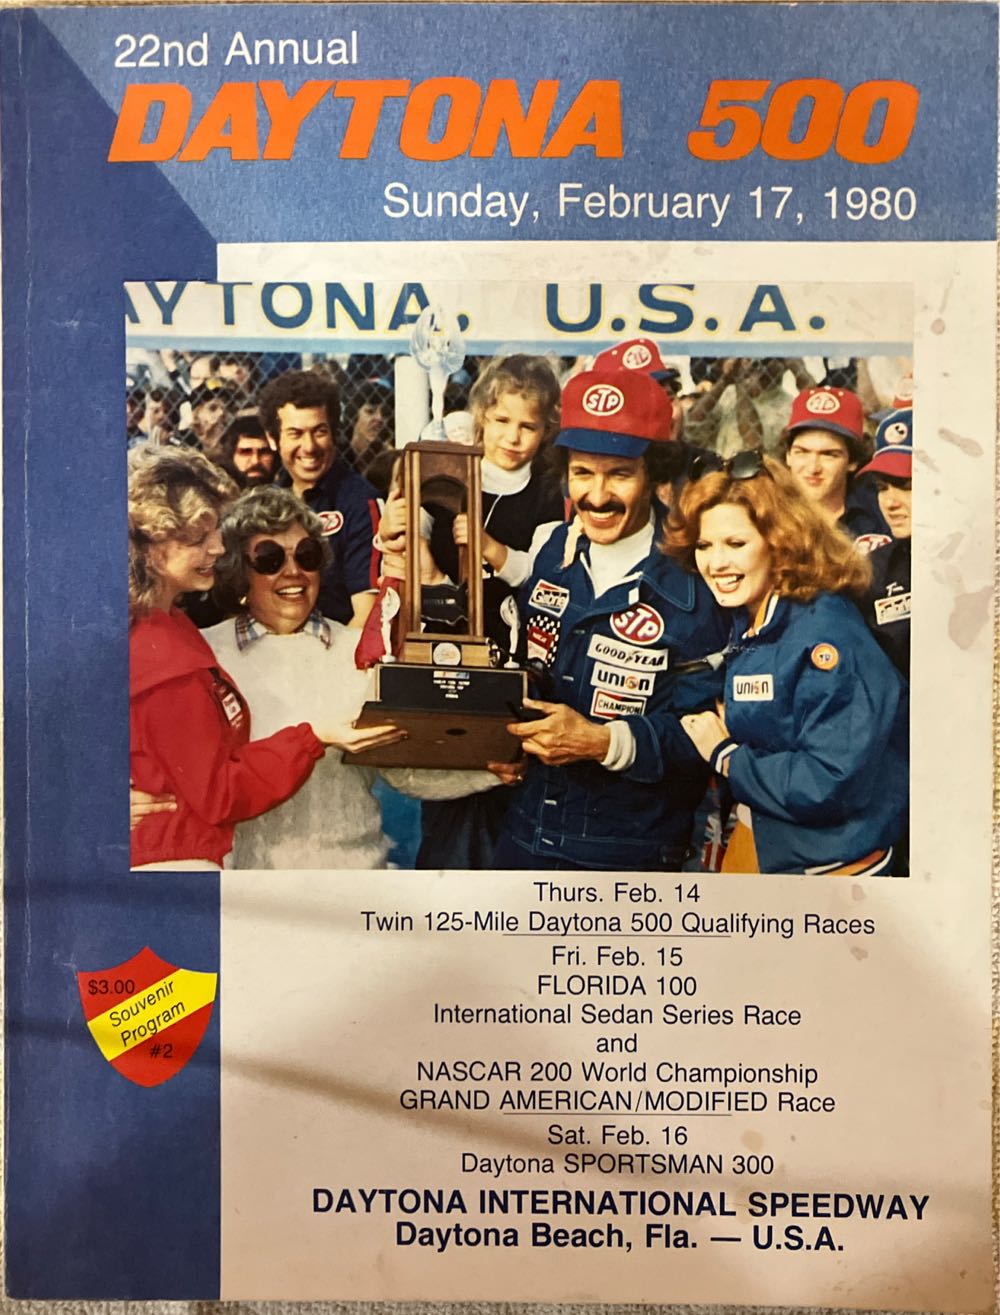 22nd Annual
DAYTONA 500
Sunday, February 17, 1980
AYTONA, U.S.A.
STP
STP
STP
Gabriel
STP
GOODYEAR
UNION
CHAMPION
UNION
Thurs. Feb. 14
Twin 125-Mile Daytona 500 Qualifying Races
Fri. Feb. 15
FLORIDA 100
International Sedan Series Race
and
NASCAR 200 World Championship
GRAND AMERICAN/MODIFIED Race
Sat. Feb. 16
Daytona SPORTSMAN 300
DAYTONA INTERNATIONAL SPEEDWAY
Daytona Beach, Fla. — U.S.A.
$3.00
Souvenir
Program
#2